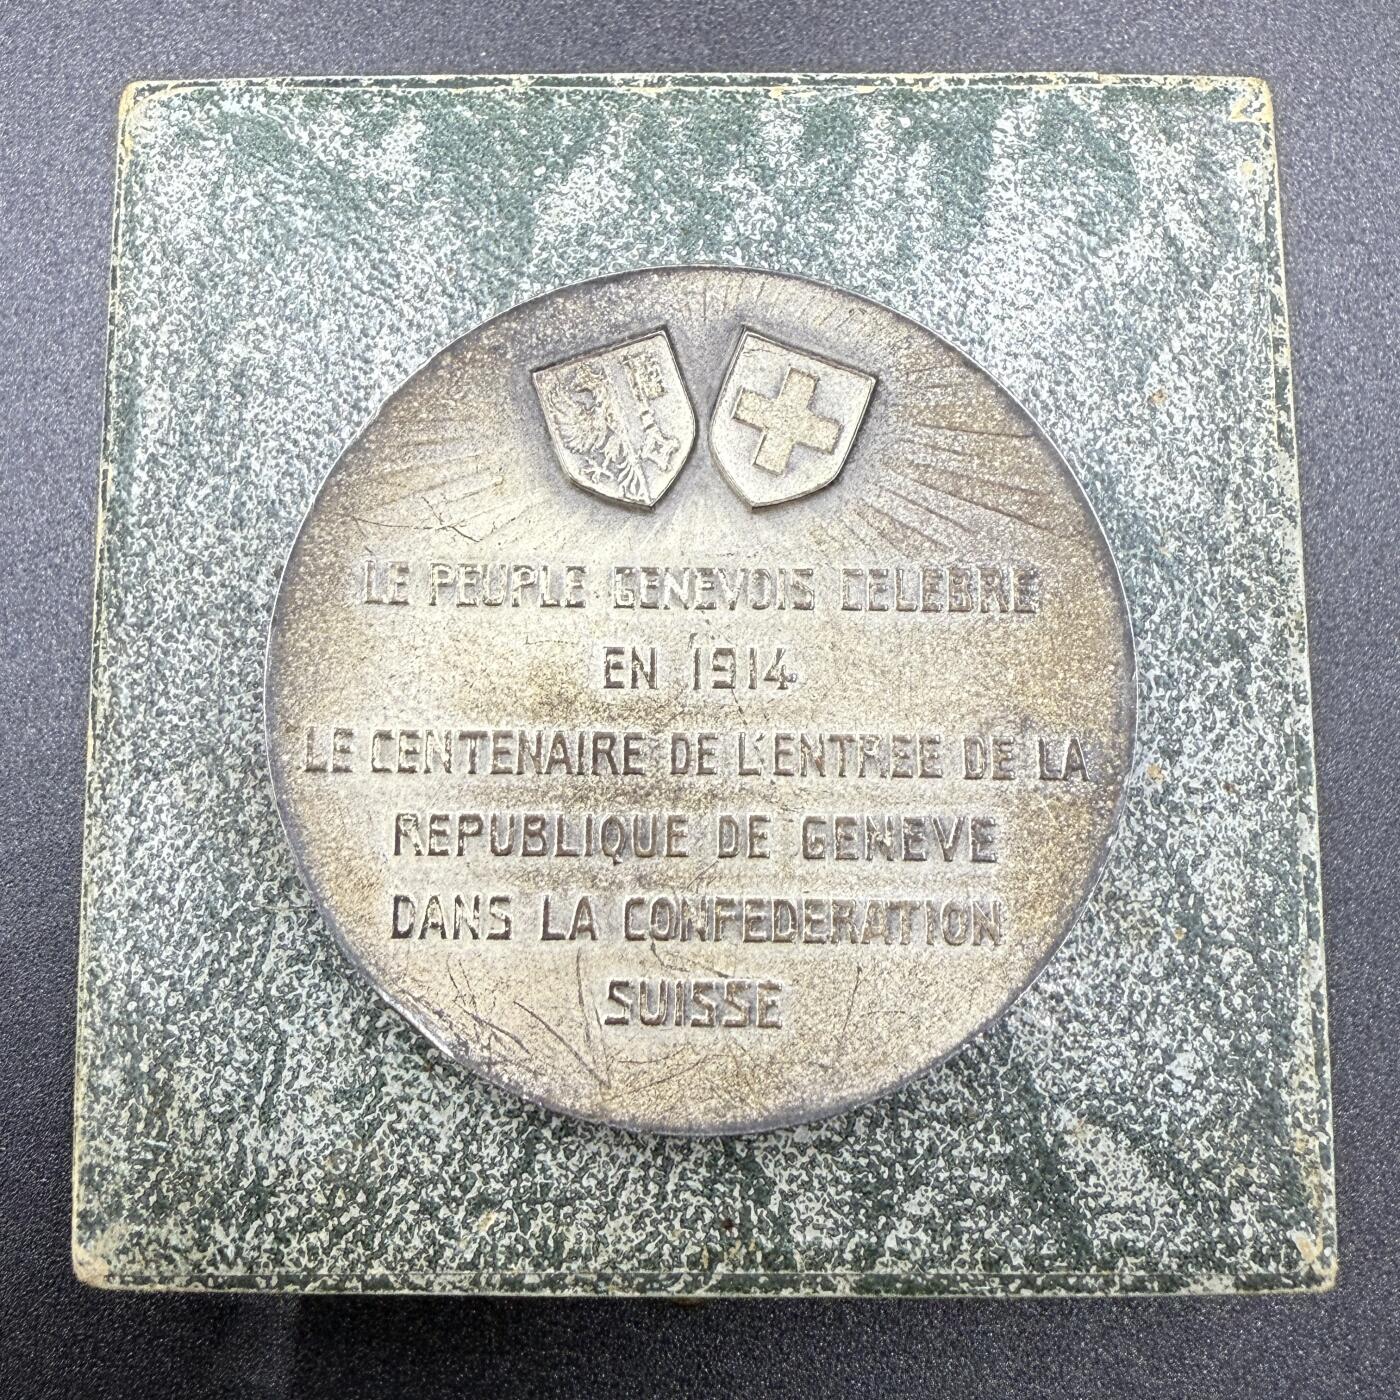 LE PEUPLE GENEVOIS CELEBRE
EN 1914
LE CENTENAIRE DE L'ENTREE DE LA
REPUBLIQUE DE GENEVE
DANS LA CONFEDERATION
SUISSE